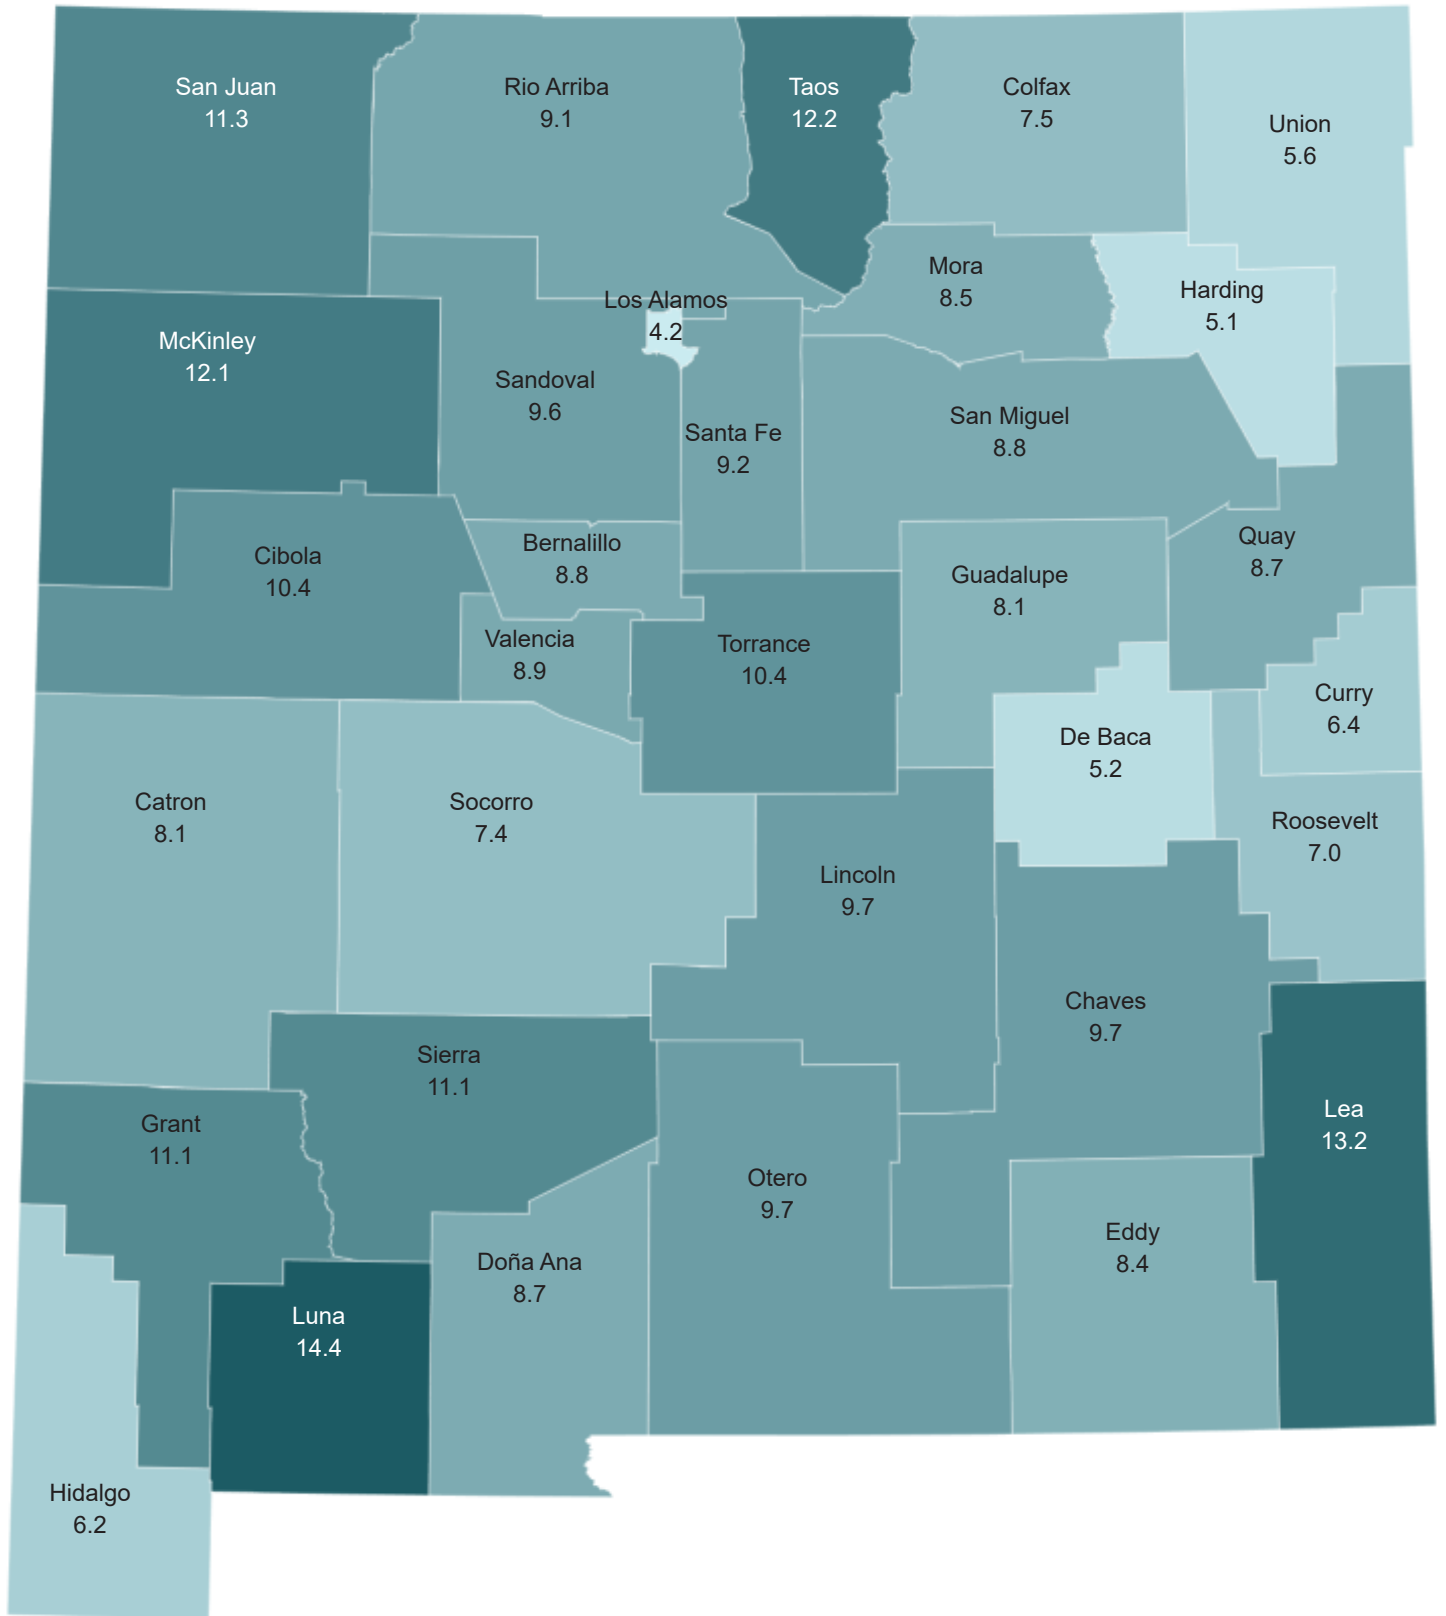 San Juan
11.3
Rio Arriba
9.1
Taos
12.2
Colfax
7.5
Union
5.6
Mora
8.5
Harding
5.1
Los Alamos
4.2
McKinley
12.1
Sandoval
9.6
Santa Fe
9.2
San Miguel
8.8
Cibola
10.4
Bernalillo
8.8
Guadalupe
8.1
Quay
8.7
Valencia
8.9
Torrance
10.4
Curry
6.4
De Baca
5.2
Catron
8.1
Socorro
7.4
Roosevelt
7.0
Lincoln
9.7
Chaves
9.7
Sierra
11.1
Grant
11.1
Lea
13.2
Otero
9.7
Eddy
8.4
Doña Ana
8.7
Luna
14.4
Hidalgo
6.2